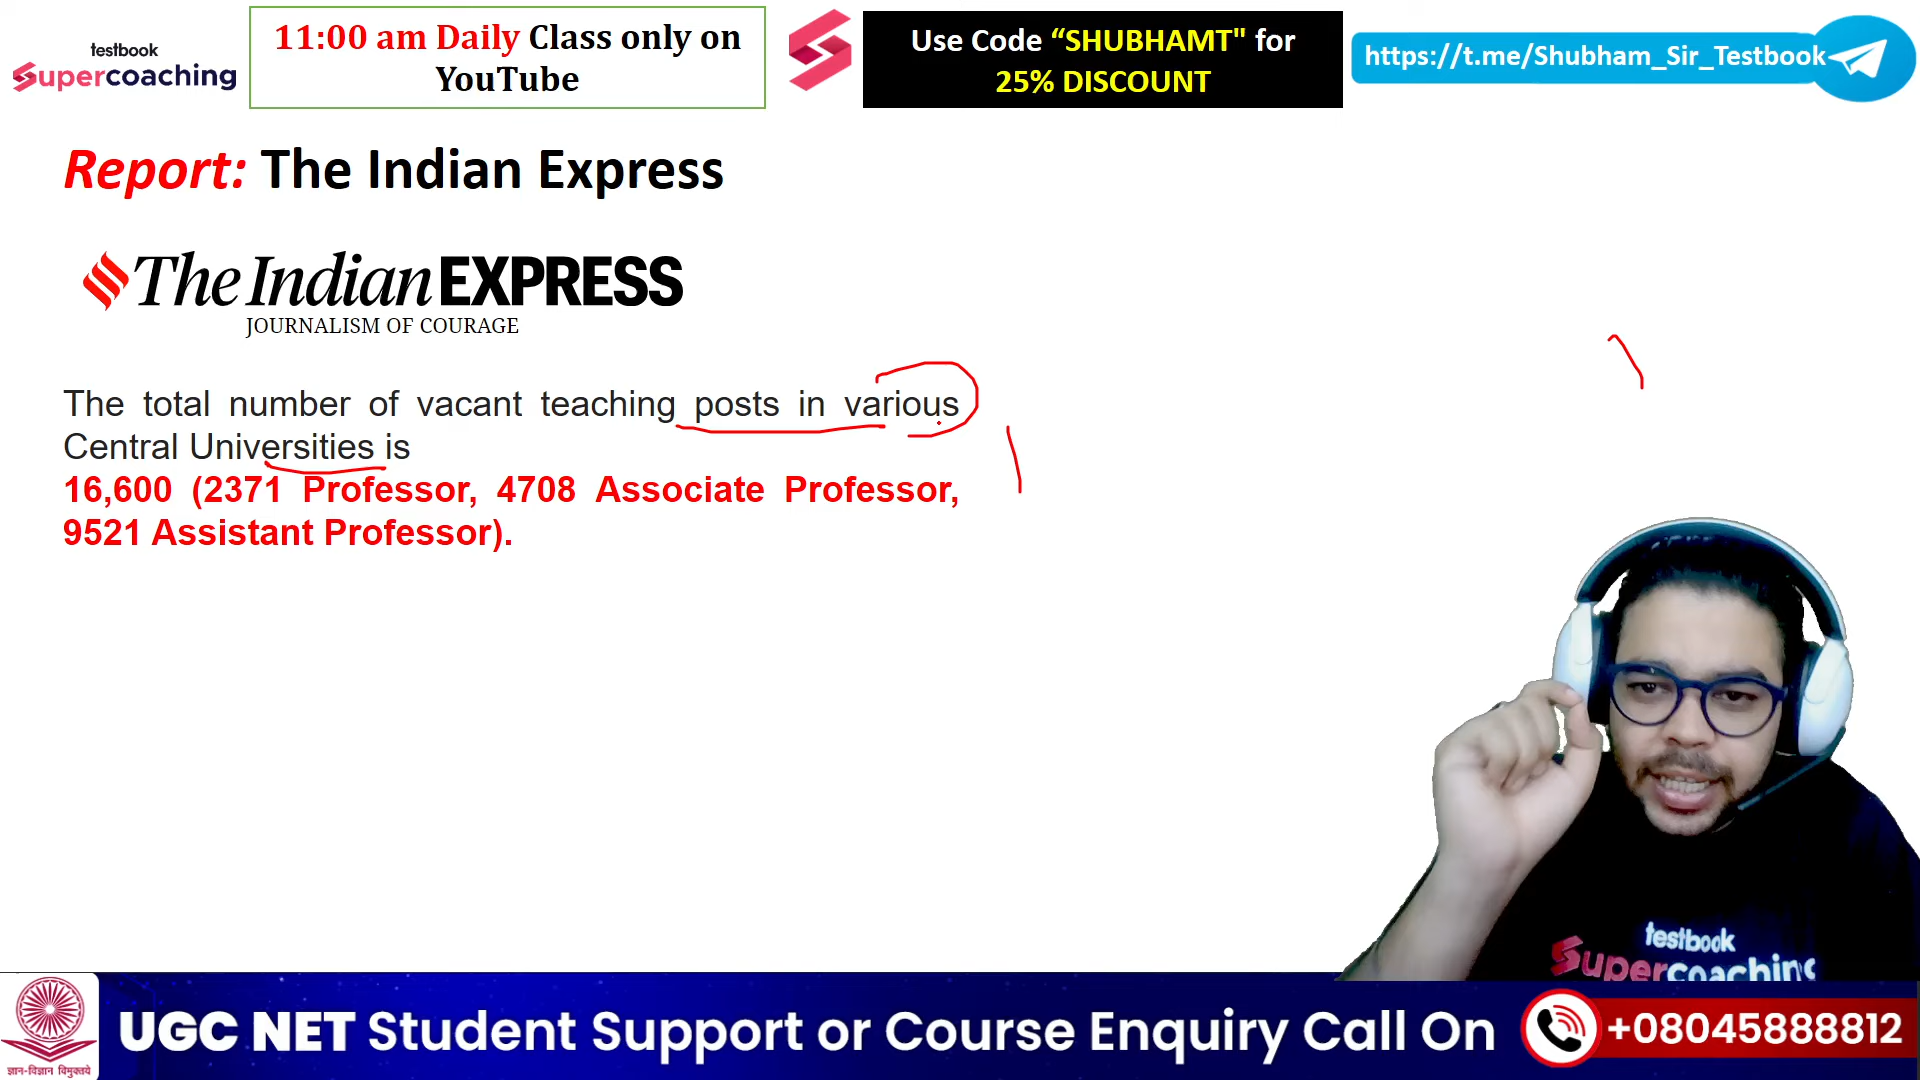 testbook
Supercoaching
11:00 am Daily Class only on
YouTube
Use Code “SHUBHAMT" for
25% DISCOUNT
https://t.me/Shubham_Sir_Testbook
Report: The Indian Express
The Indian EXPRESS
JOURNALISM OF COURAGE
The total number of vacant teaching posts in various
Central Universities is
16,600 (2371 Professor, 4708 Associate Professor,
9521 Assistant Professor).
testbook
Supercoaching
ज्ञान-विज्ञान विमुक्तये
UGC NET Student Support or Course Enquiry Call On
+08045888812